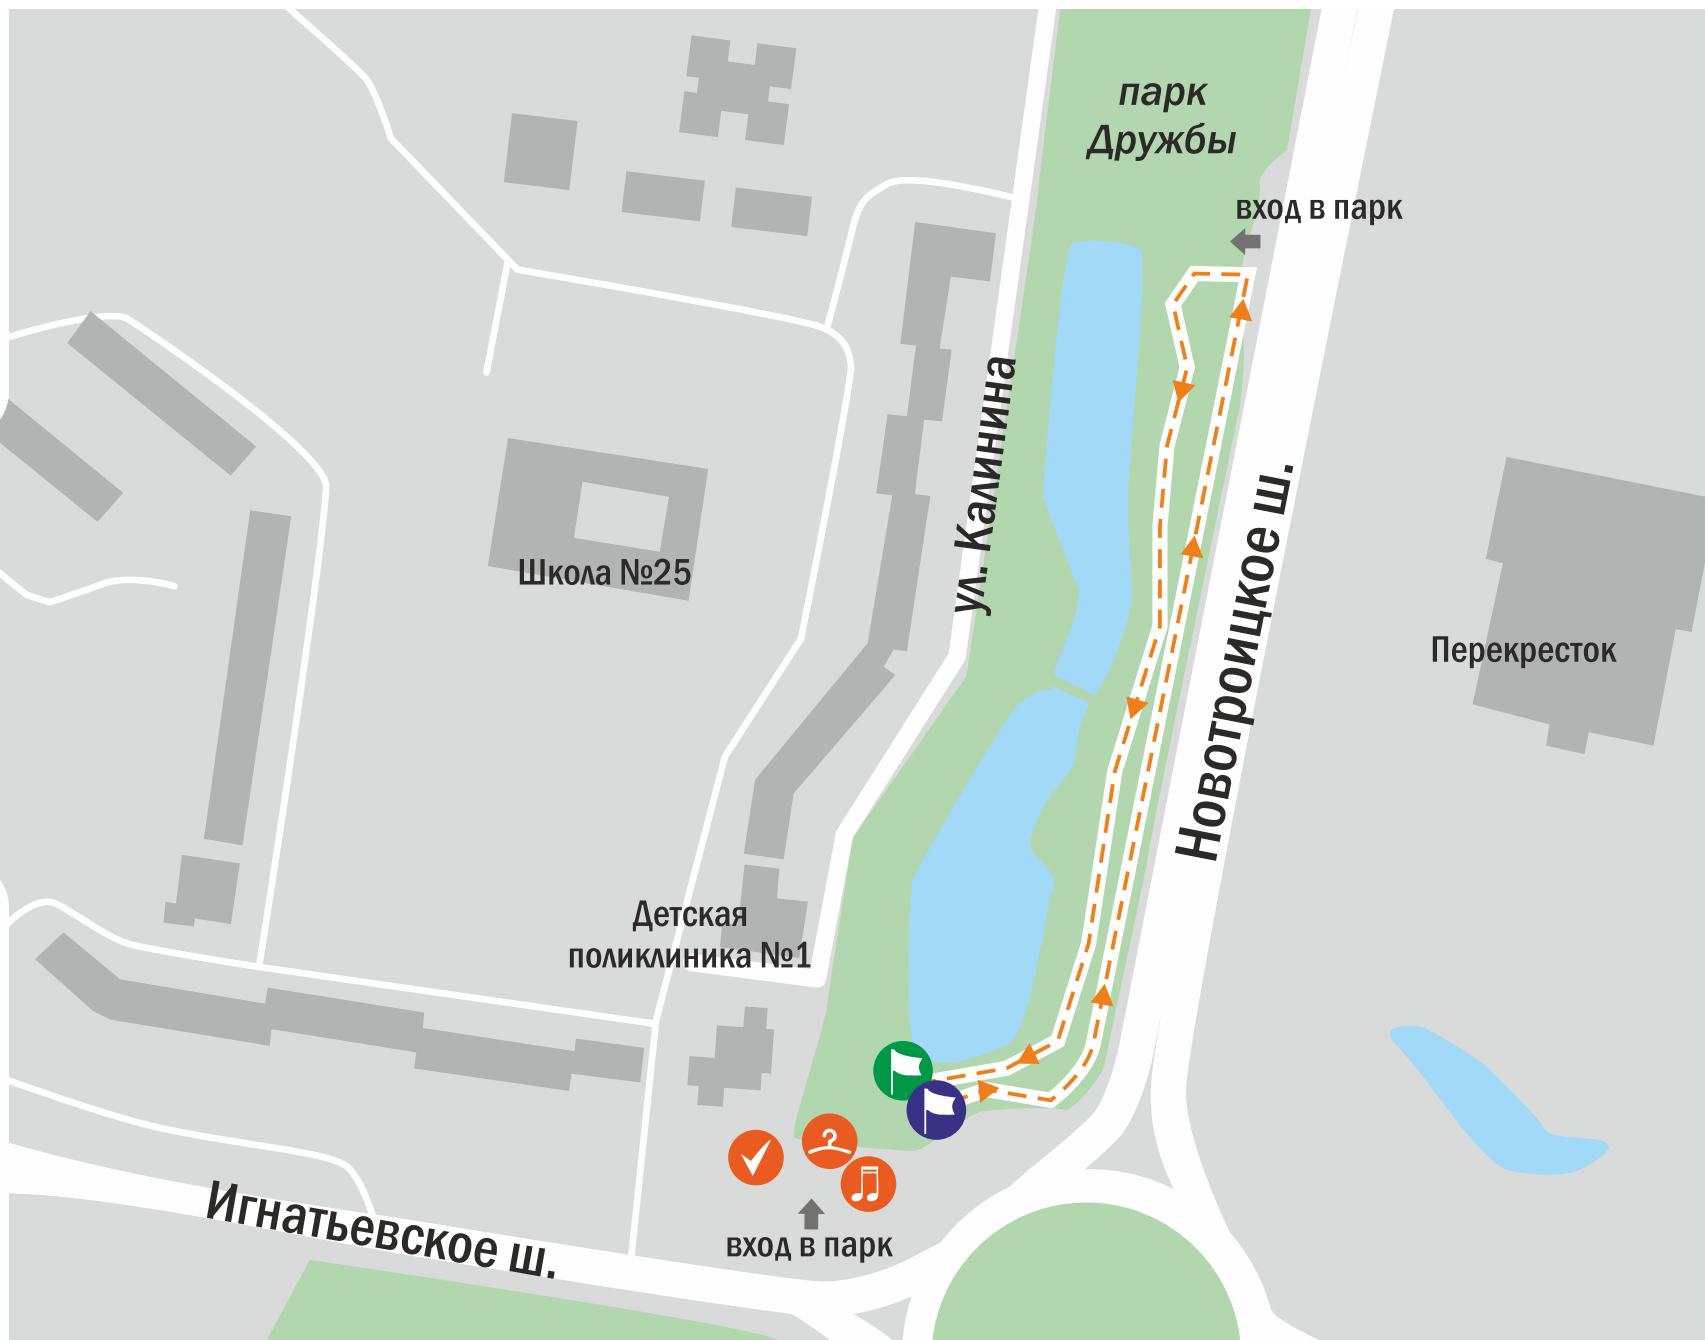 парк
Дружбы
вход в парк
ул. Калинина
Новотроицкое ш.
Школа №25
Перекресток
Детская
поликлиника №1
Игнатьевское ш.
вход в парк